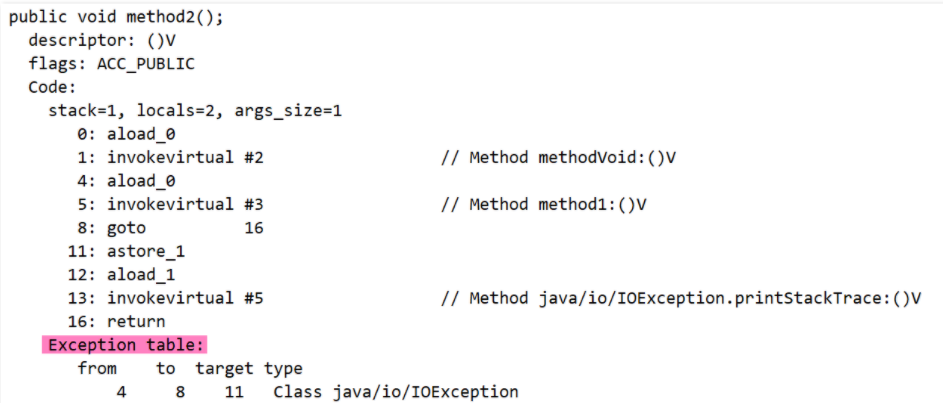 public void method2();
descriptor: ()V
flags: ACC_PUBLIC
Code:
stack=1, locals=2, args_size=1
0: aload_0
1: invokevirtual #2 // Method methodVoid:()V
4: aload_0
5: invokevirtual #3 // Method method1:()V
8: goto 16
11: astore_1
12: aload_1
13: invokevirtual #5 // Method java/io/IOException.printStackTrace:()V
16: return
Exception table:
from to target type
4 8 11 Class java/io/IOException